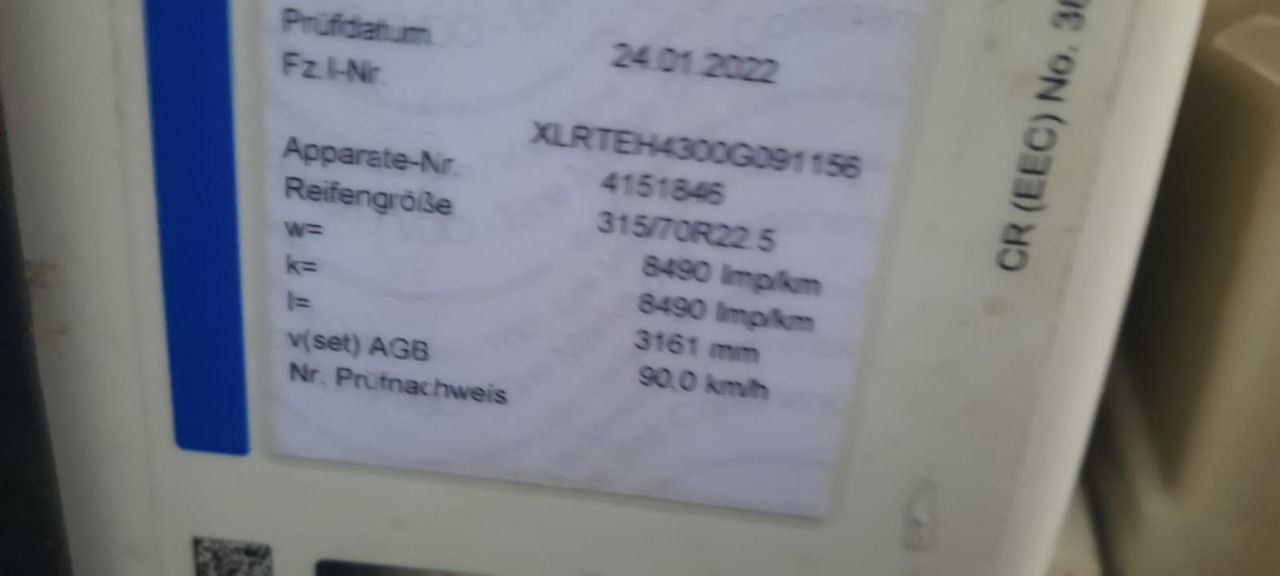 Prüfdatum 24.01.2022
Fz.I-Nr.
XLRTEH4300G091156
Apparate-Nr. 4151846
Reifengröße 315/70R22.5
w= 8490 Imp/km
k= 8490 Imp/km
l= 3161 mm
v(set) AGB 90,0 km/h
Nr. Prüfnachweis
CR (EEC) No.